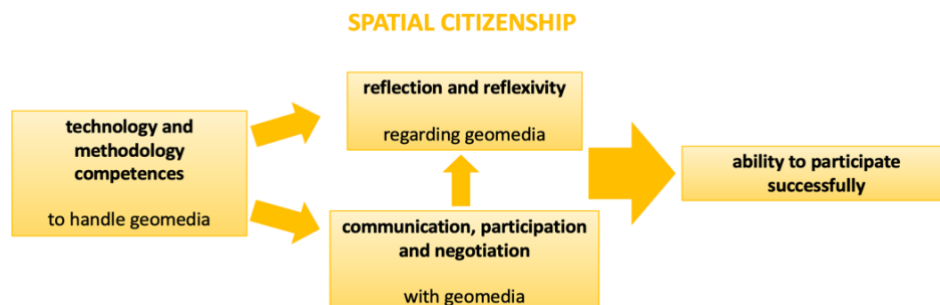 SPATIAL CITIZENSHIP
technology and
methodology
competences
to handle geomedia
reflection and reflexivity
regarding geomedia
communication, participation
and negotiation
with geomedia
ability to participate
successfully